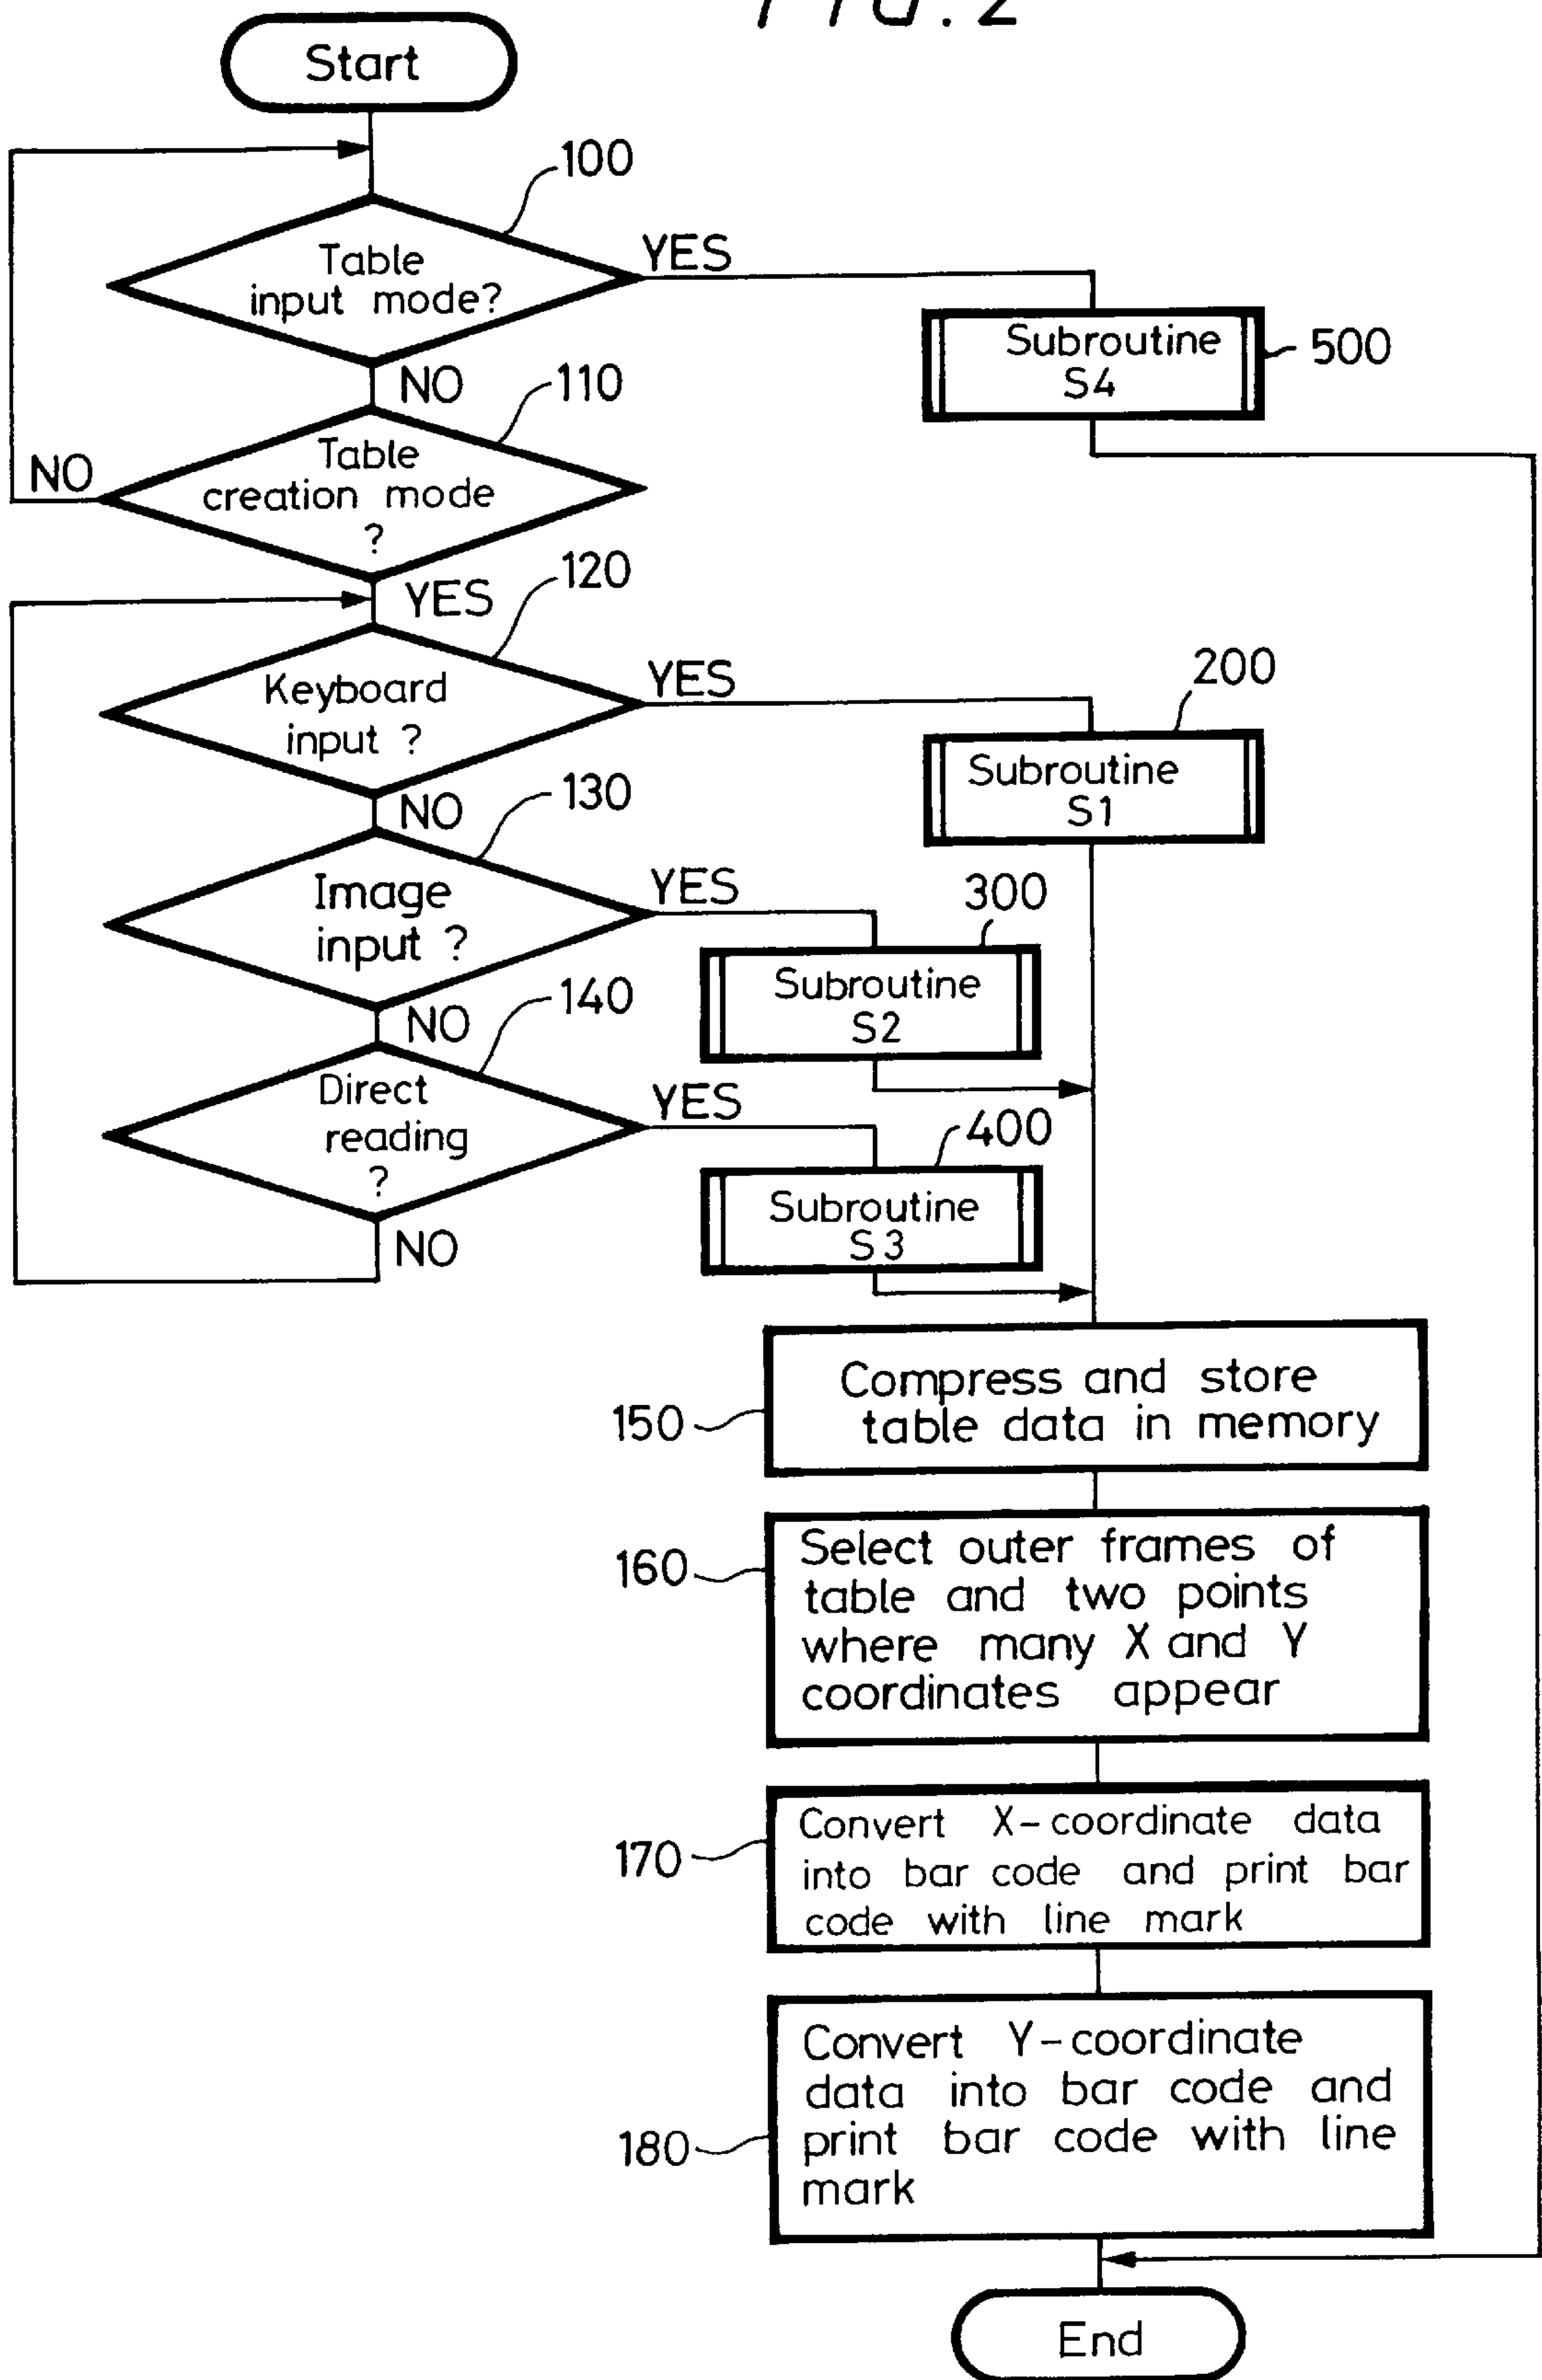 FIG. 2
Start
100
Table
input mode?
YES
Subroutine
S4
500
NO
110
Table
creation mode
?
NO
YES
120
Keyboard
input ?
YES
200
Subroutine
S1
NO
130
Image
input ?
YES
300
Subroutine
S2
NO
140
Direct
reading
?
YES
400
Subroutine
S3
NO
150
Compress and store
table data in memory
160
Select outer frames of
table and two points
where many X and Y
coordinates appear
170
Convert X-coordinate data
into bar code and print bar
code with line mark
180
Convert Y-coordinate
data into bar code and
print bar code with line
mark
End